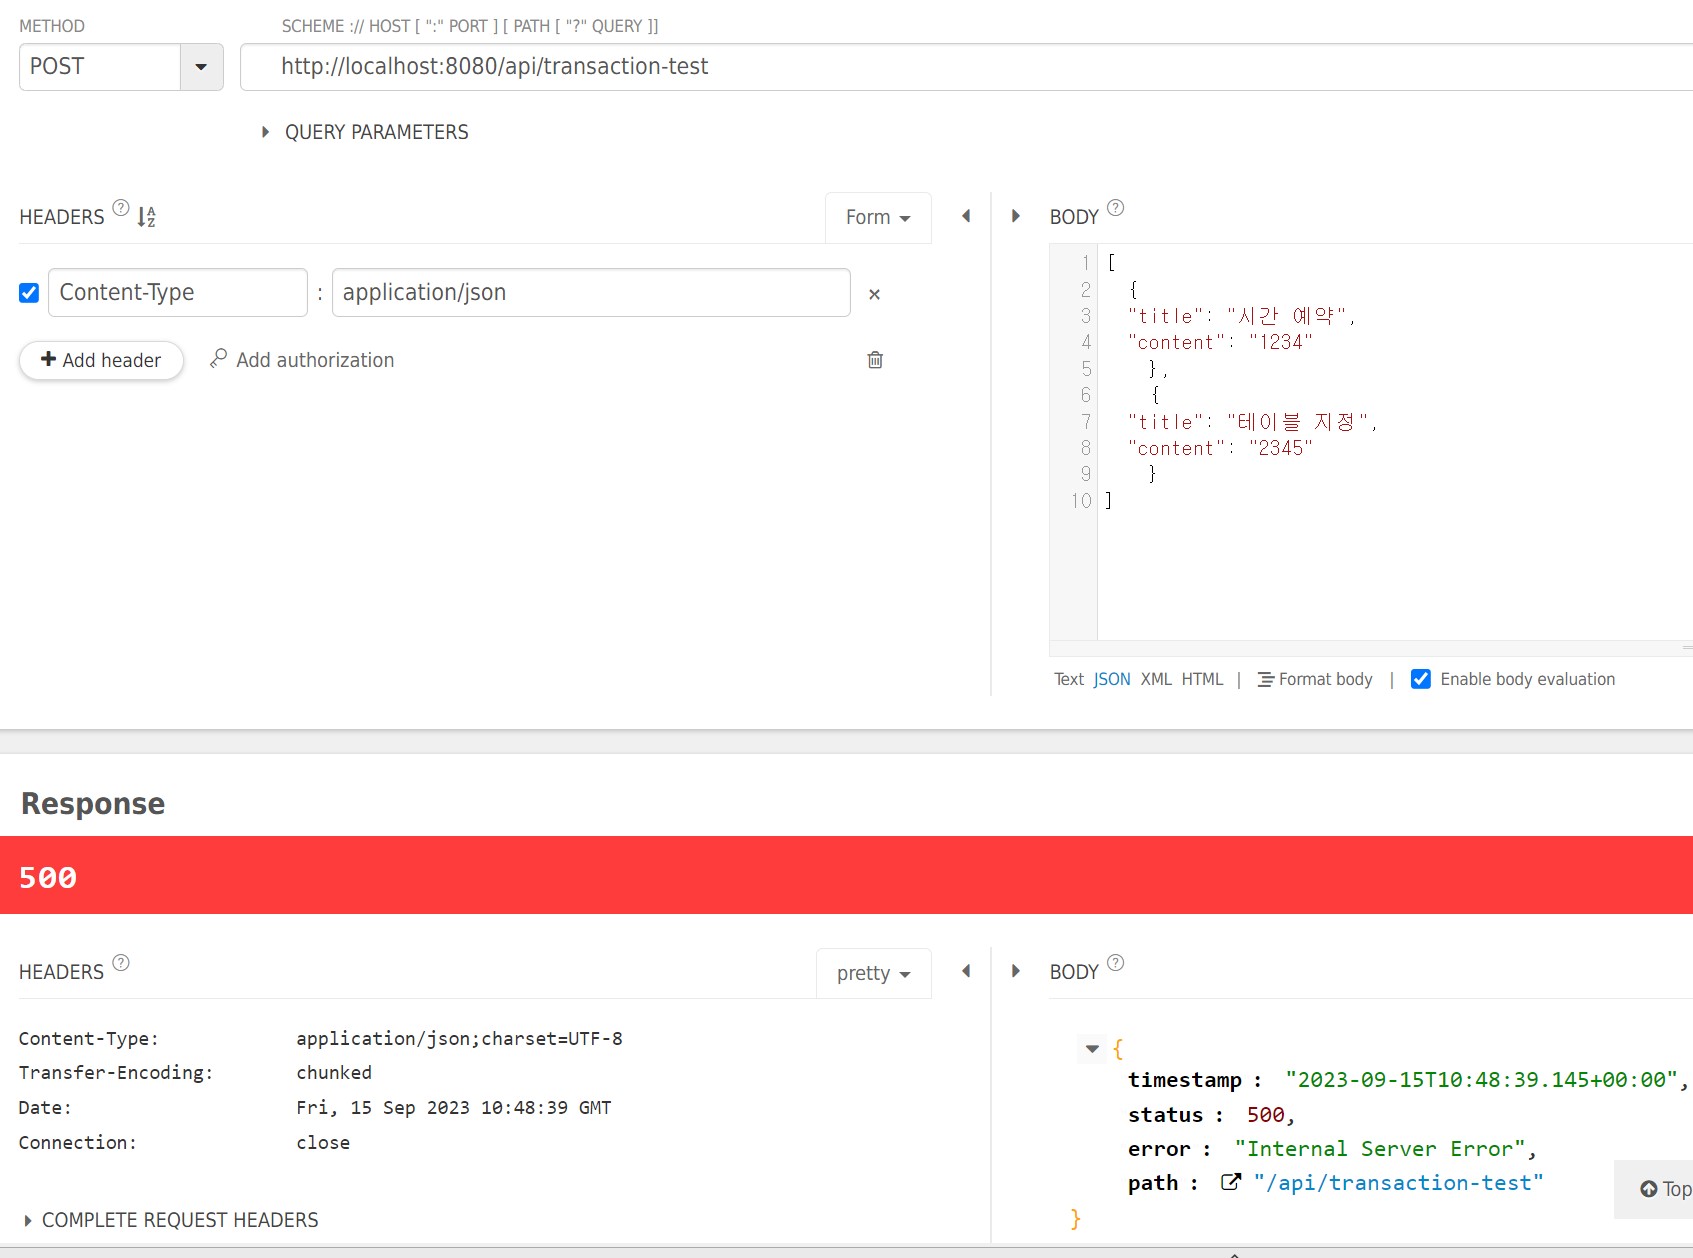 METHOD
SCHEME :// HOST [ ":" PORT ] [ PATH [ "?" QUERY ]]
POST
http://localhost:8080/api/transaction-test
QUERY PARAMETERS
HEADERS
Form
Content-Type : application/json
Add header
Add authorization
BODY
1 [
2 {
3 "title": "시간 예약",
4 "content": "1234"
5 },
6 {
7 "title": "테이블 지정",
8 "content": "2345"
9 }
10 ]
Text JSON XML HTML | Format body | Enable body evaluation
Response
500
HEADERS
pretty
Content-Type: application/json;charset=UTF-8
Transfer-Encoding: chunked
Date: Fri, 15 Sep 2023 10:48:39 GMT
Connection: close
COMPLETE REQUEST HEADERS
BODY
{
timestamp : "2023-09-15T10:48:39.145+00:00",
status : 500,
error : "Internal Server Error",
path : "/api/transaction-test"
}
Top